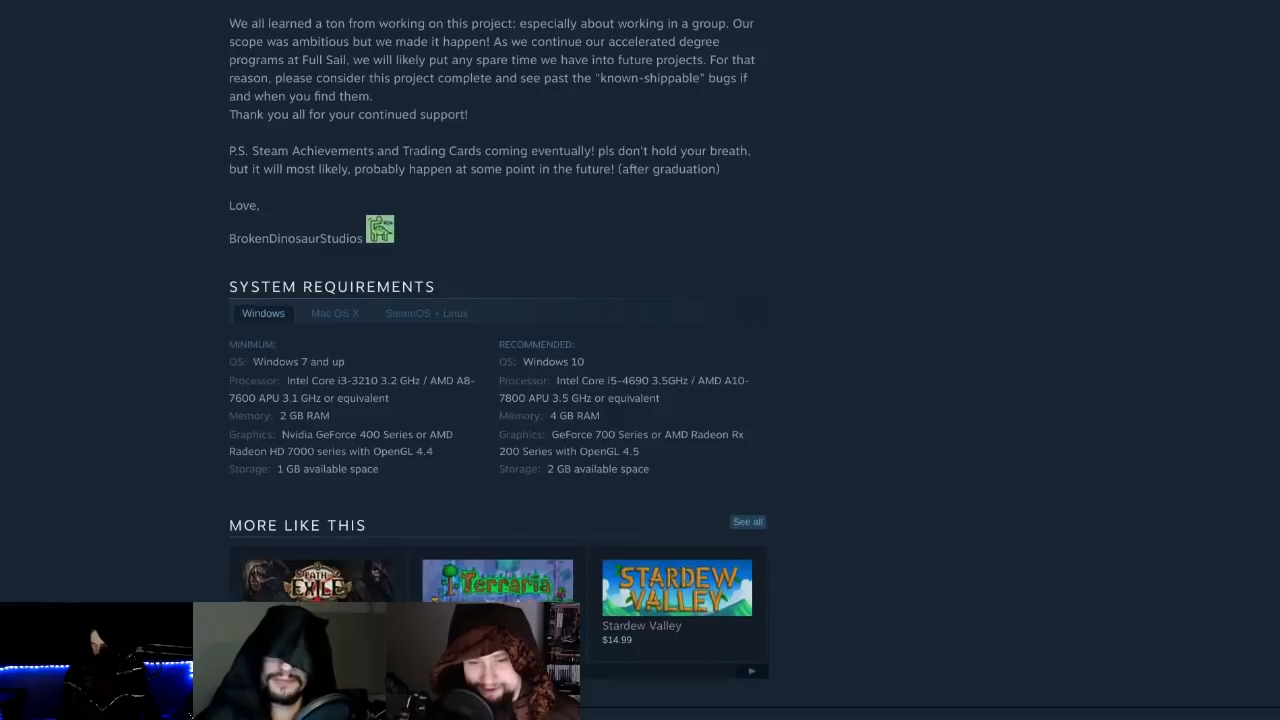 We all learned a ton from working on this project; especially about working in a group. Our
scope was ambitious but we made it happen! As we continue our accelerated degree
programs at Full Sail, we will likely put any spare time we have into future projects. For that
reason, please consider this project complete and see past the "known-shippable" bugs if
and when you find them.
Thank you all for your continued support!
P.S. Steam Achievements and Trading Cards coming eventually! pls don't hold your breath,
but it will most likely, probably happen at some point in the future! (after graduation)
Love,
BrokenDinosaurStudios
SYSTEM REQUIREMENTS
Windows Mac OS X SteamOS + Linux
MINIMUM:
OS: Windows 7 and up
Processor: Intel Core i3-3210 3.2 GHz / AMD A8-
7600 APU 3.1 GHz or equivalent
Memory: 2 GB RAM
Graphics: Nvidia GeForce 400 Series or AMD
Radeon HD 7000 series with OpenGL 4.4
Storage: 1 GB available space
RECOMMENDED:
OS: Windows 10
Processor: Intel Core i5-4690 3.5GHz / AMD A10-
7800 APU 3.5 GHz or equivalent
Memory: 4 GB RAM
Graphics: GeForce 700 Series or AMD Radeon Rx
200 Series with OpenGL 4.5
Storage: 2 GB available space
MORE LIKE THIS
See all
PATH
EXILE
Terraria
STARDEW
VALLEY
Stardew Valley
$14.99